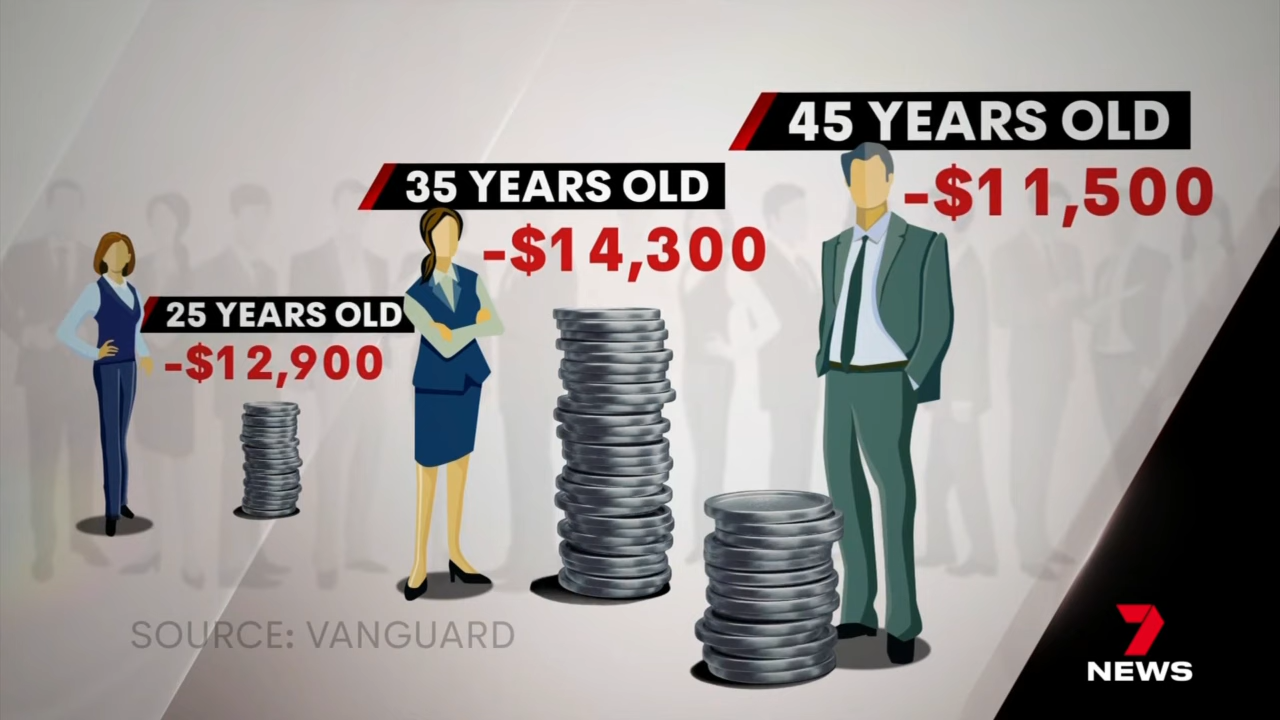 45 YEARS OLD
-$11,500
35 YEARS OLD
-$14,300
25 YEARS OLD
-$12,900
SOURCE: VANGUARD
7
NEWS